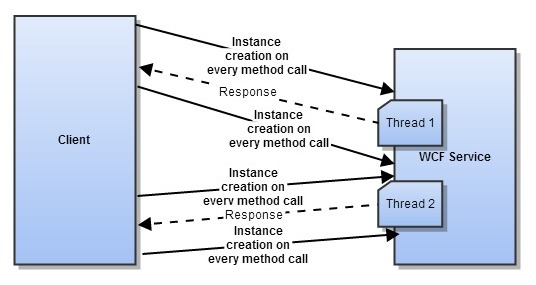 Instance
creation on
every method call
Response
Thread 1
Instance
creation on
every method call
Client
WCF Service
Instance
creation on
every method call
Thread 2
Response
Instance
creation on
every method call